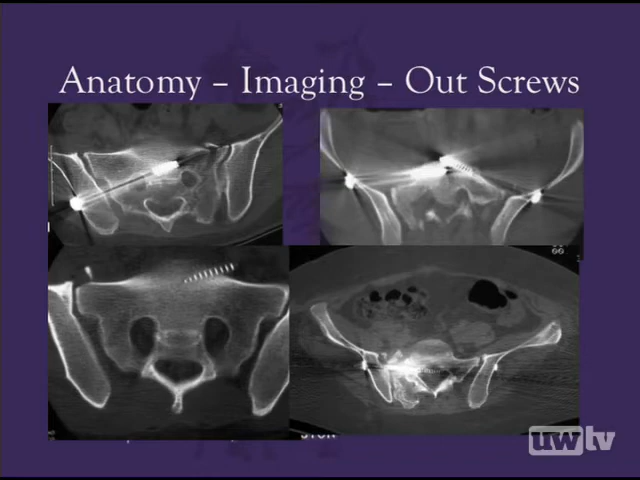 Anatomy – Imaging – Out Screws
uwtv